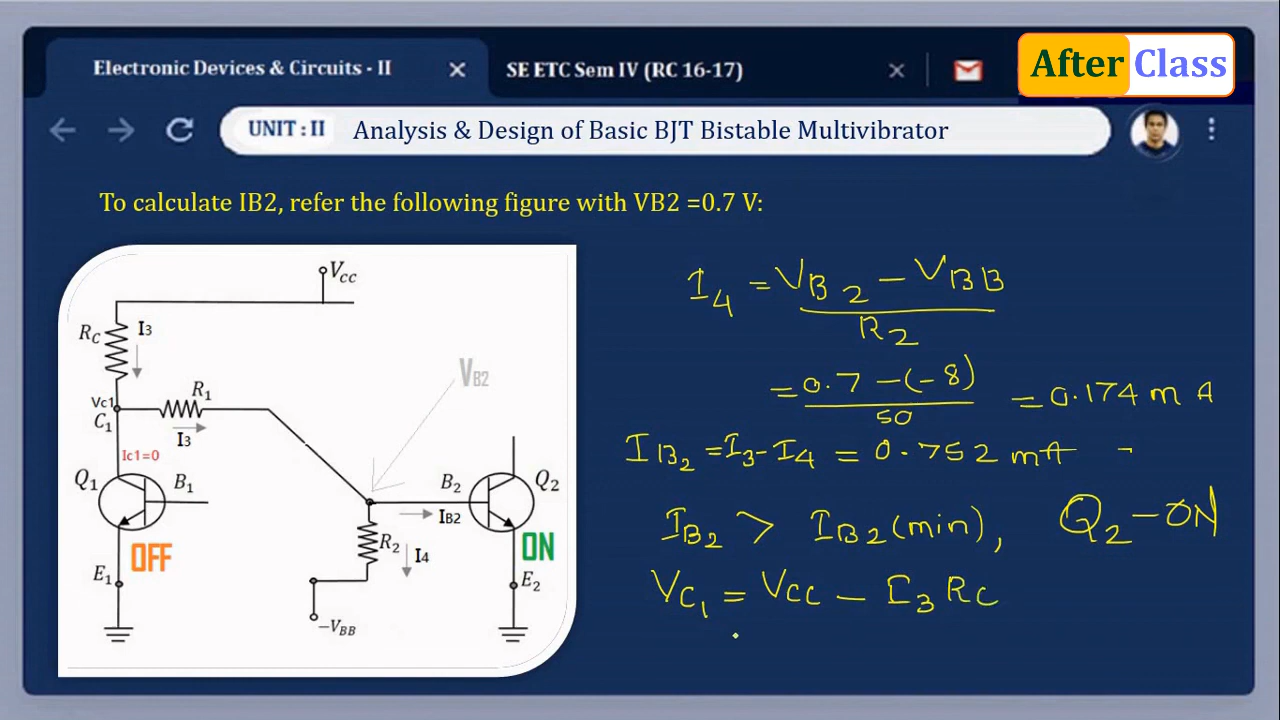 After Class
Electronic Devices & Circuits - II × SE ETC Sem IV (RC 16-17) ×
UNIT : II Analysis & Design of Basic BJT Bistable Multivibrator
To calculate IB2, refer the following figure with VB2 =0.7 V:
VCC
RC I3
VB2
R1
Vc1
C1
I3
Ic1=0
Q1 B1 B2 Q2
IB2
OFF R2 I4 ON
E1 E2
-VBB
I4 = VB2 - VBB
R2
= 0.7 - (-8) = 0.174 m A
50
IB2 = I3 - I4 = 0.752 mA
IB2 > IB2(min), Q2 - ON
VC1 = VCC - I3 RC